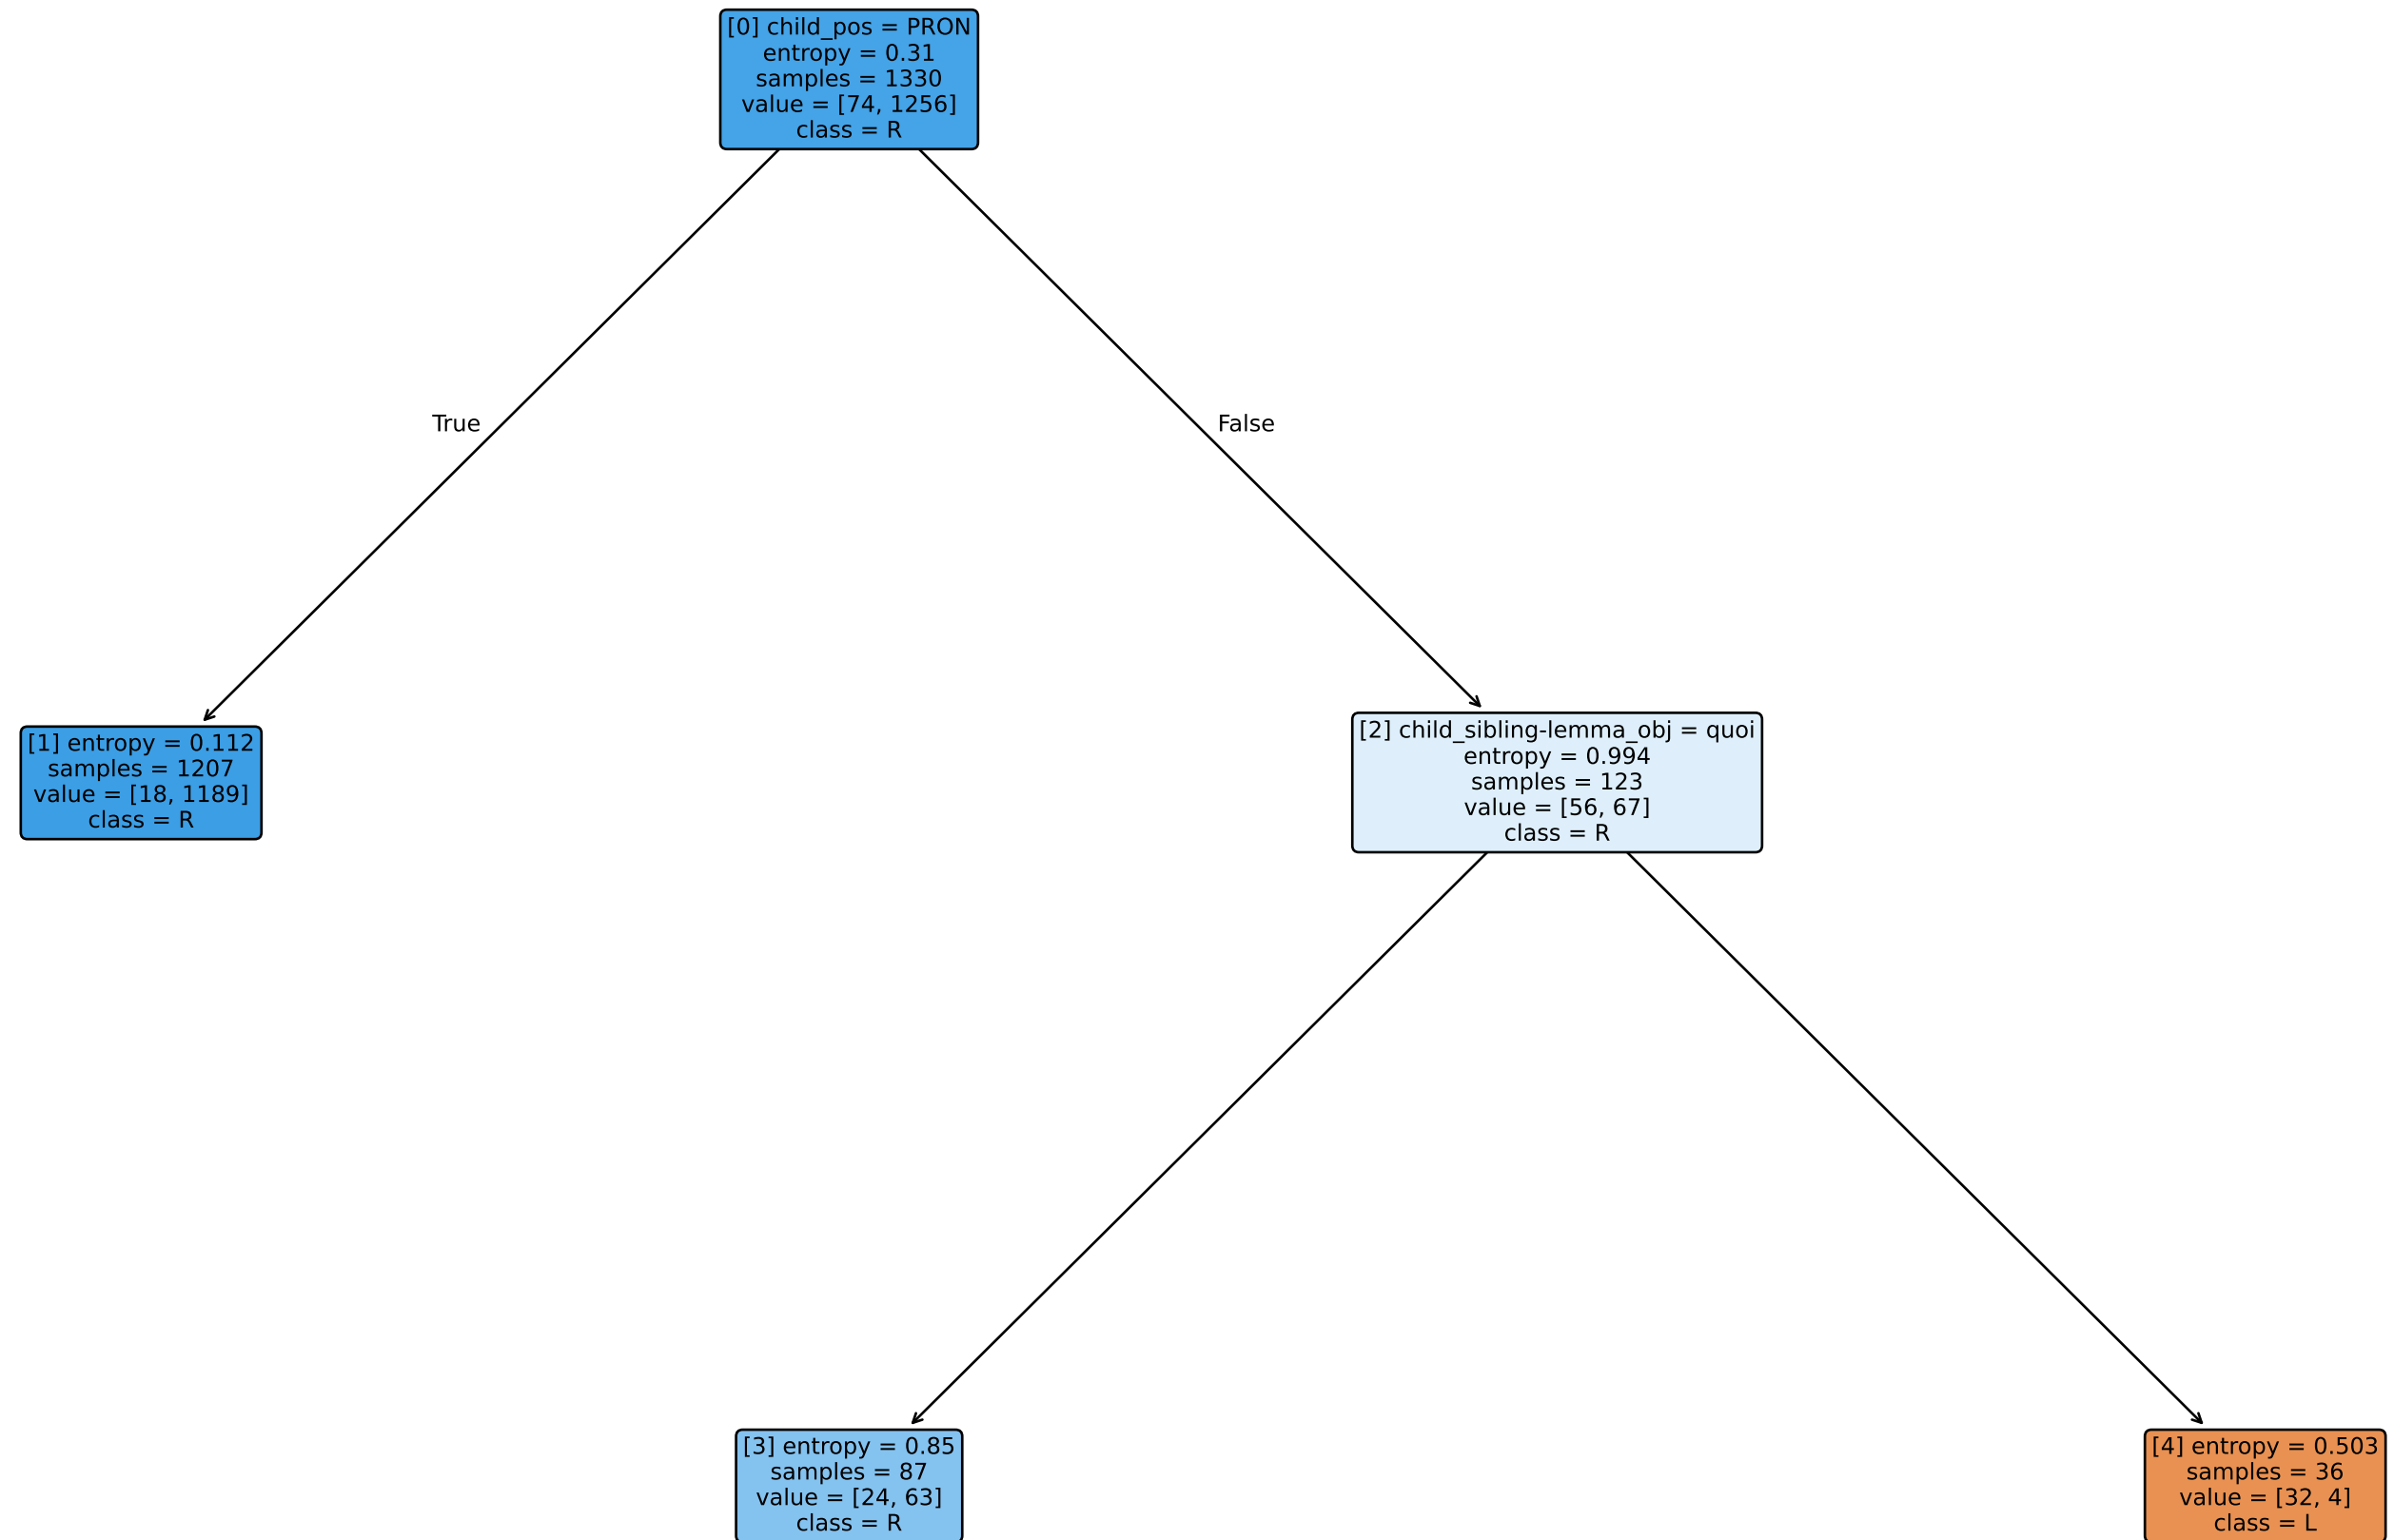 [0] child_pos = PRON
entropy = 0.31
samples = 1330
value = [74, 1256]
class = R
True
False
[1] entropy = 0.112
samples = 1207
value = [18, 1189]
class = R
[2] child_sibling-lemma_obj = quoi
entropy = 0.994
samples = 123
value = [56, 67]
class = R
[3] entropy = 0.85
samples = 87
value = [24, 63]
class = R
[4] entropy = 0.503
samples = 36
value = [32, 4]
class = L